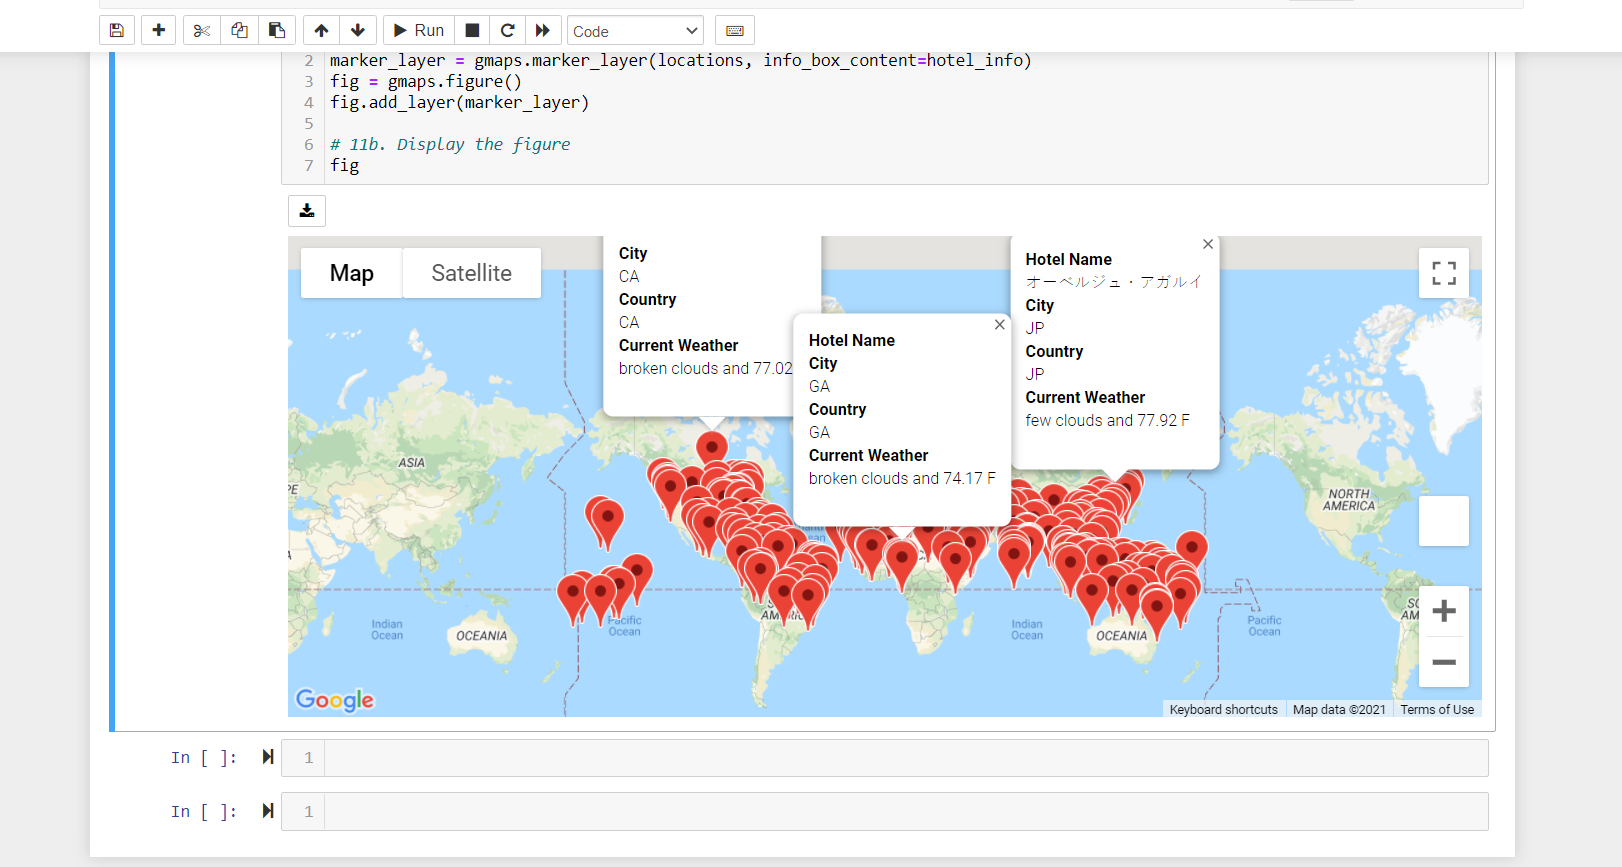 Run
Code
2 marker_layer = gmaps.marker_layer(locations, info_box_content=hotel_info)
3 fig = gmaps.figure()
4 fig.add_layer(marker_layer)
5
6 # 11b. Display the figure
7 fig
Map
Satellite
City
CA
Country
CA
Current Weather
broken clouds and 77.02
Hotel Name
City
GA
Country
GA
Current Weather
broken clouds and 74.17 F
Hotel Name
オーベルジュ・アガルイ
City
JP
Country
JP
Current Weather
few clouds and 77.92 F
ASIA
NORTH
AMERICA
Indian
Ocean
OCEANIA
Pacific
Ocean
Indian
Ocean
OCEANIA
Pacific
Ocean
Google
Keyboard shortcuts
Map data ©2021
Terms of Use
In [ ]:
1
In [ ]:
1